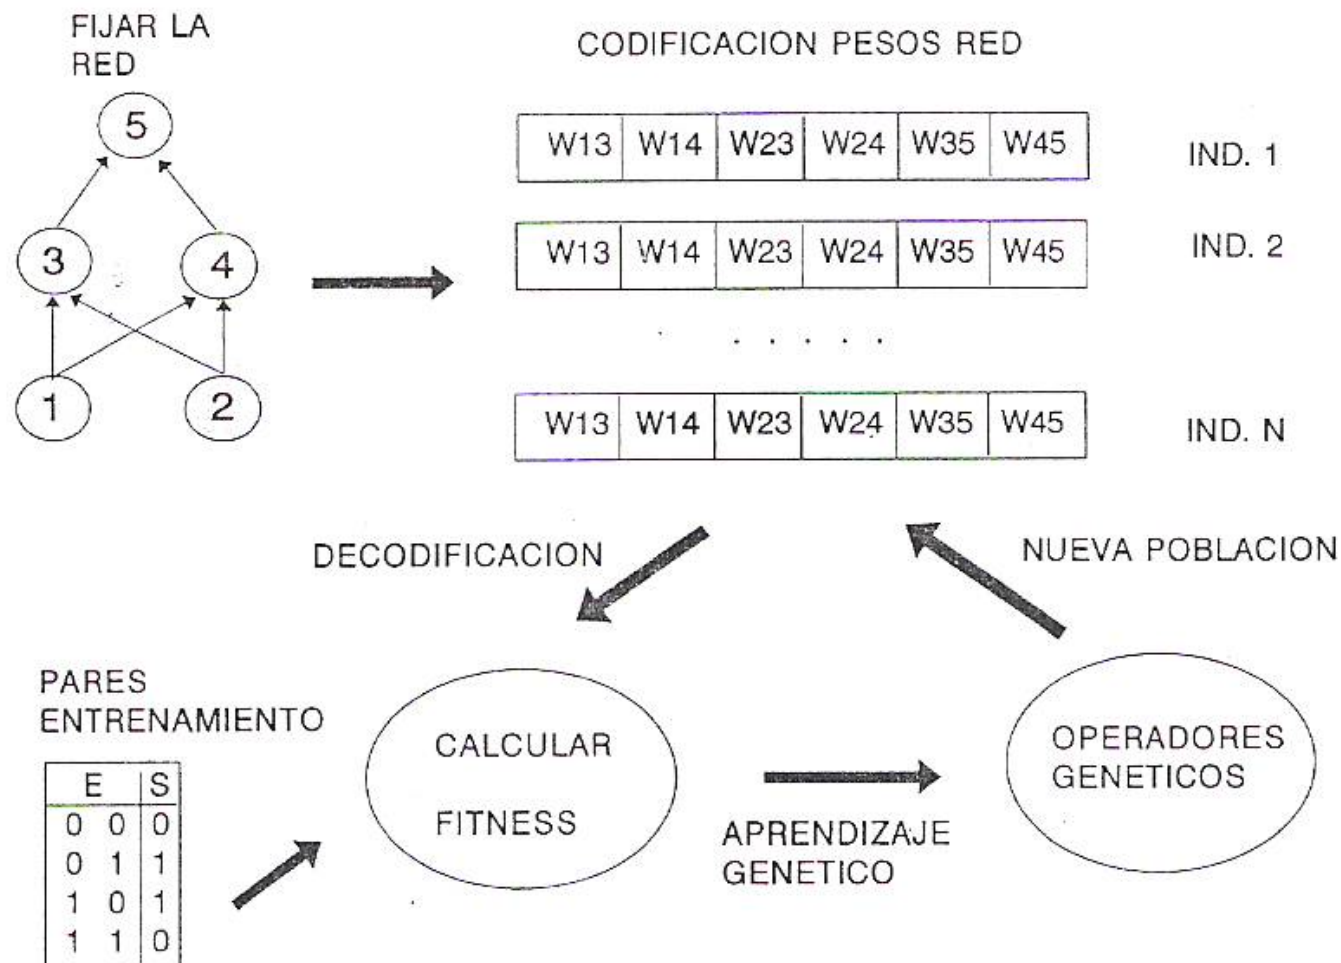 FIJAR LA
RED
5
3 4
1 2
CODIFICACION PESOS RED
W13 W14 W23 W24 W35 W45 IND. 1
W13 W14 W23 W24 W35 W45 IND. 2
. . . . .
W13 W14 W23 W24 W35 W45 IND. N
DECODIFICACION
NUEVA POBLACION
PARES
ENTRENAMIENTO
E S
0 0 0
0 1 1
1 0 1
1 1 0
CALCULAR
FITNESS
APRENDIZAJE
GENETICO
OPERADORES
GENETICOS